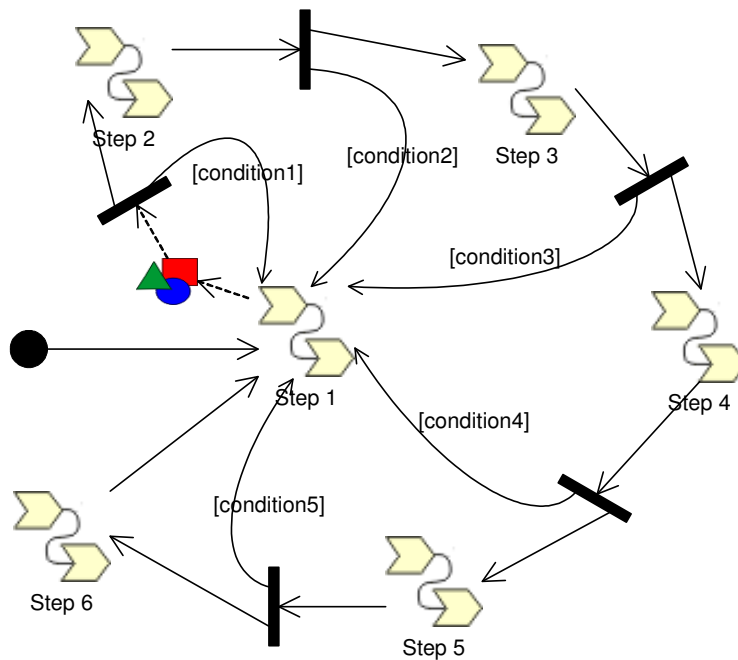 Step 2
[condition2]
Step 3
[condition1]
[condition3]
Step 1
Step 4
[condition4]
[condition5]
Step 6
Step 5